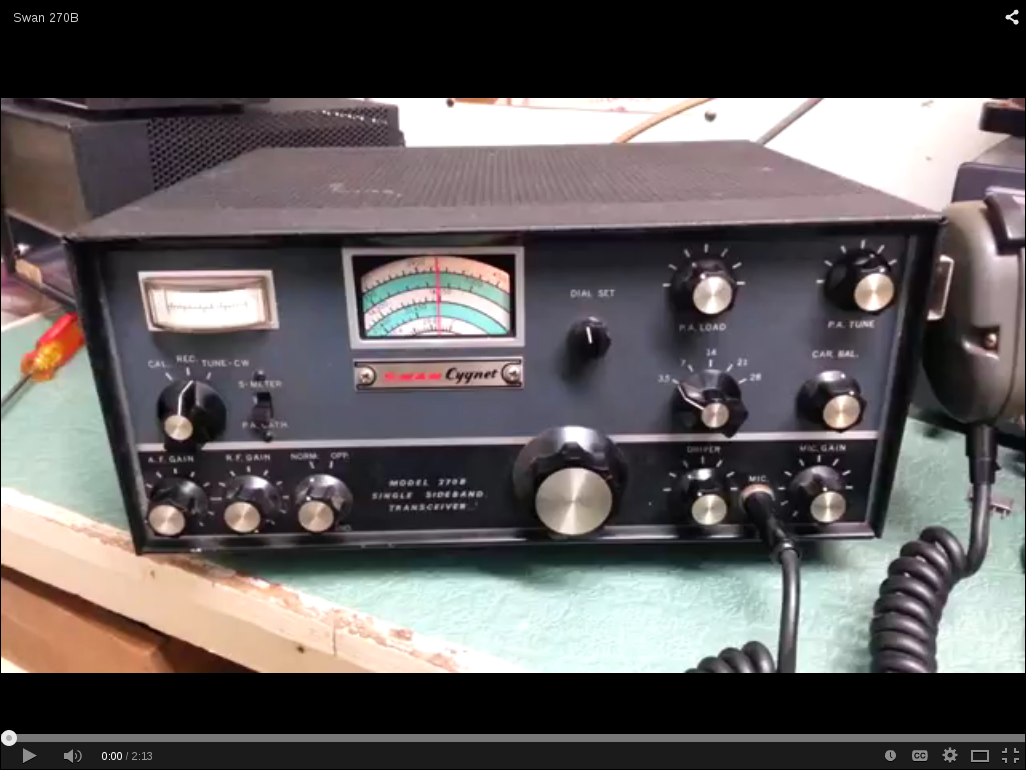 Swan 270B
DIAL SET
P.A. LOAD
P.A. TUNE
CAL. REC. TUNE-CW
S-METER
P.A. CATH.
SWAN Cygnet
3.5 7 14 21 28
CAR. BAL.
A.F. GAIN
R.F. GAIN
NORM. OPP.
MODEL 270B
SINGLE SIDEBAND
TRANSCEIVER
DRIVER
MIC.
MIC. GAIN
0:00 / 2:13
CC